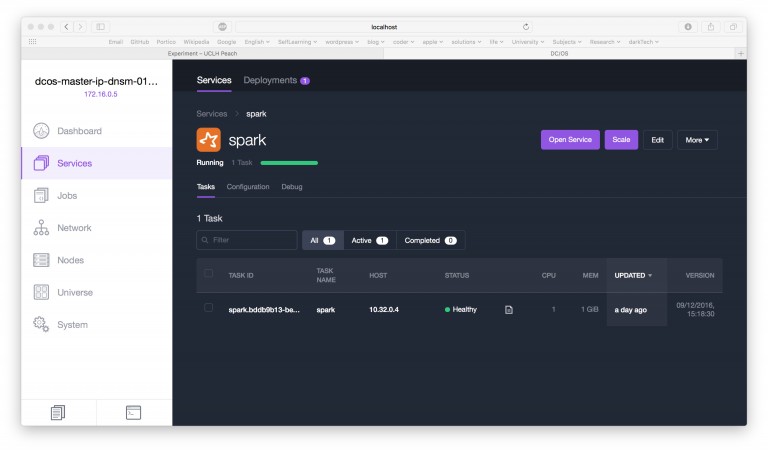 localhost
Email GitHub Portico Wikipedia Google English SelfLearning wordpress blog coder apple solutions life University Subjects Research darkTech
Experiment – UCLH Peach DC/OS
dcos-master-ip-dnsm-01...
172.16.0.5
Dashboard
Services
Jobs
Network
Nodes
Universe
System
Services Deployments 1
Services > spark
spark
Open Service Scale Edit More
Running 1 Task
Tasks Configuration Debug
1 Task
Filter All 1 Active 1 Completed 0
TASK ID TASK NAME HOST STATUS CPU MEM UPDATED VERSION
spark.bddb9b13-be... spark 10.32.0.4 Healthy 1 1 GiB a day ago 09/12/2016, 15:18:30